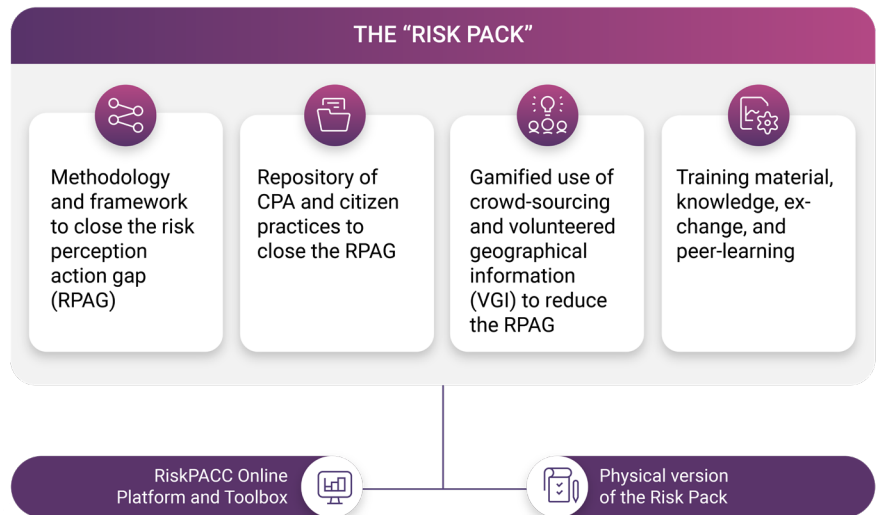 THE “RISK PACK”
Methodology
and framework
to close the risk
perception
action gap
(RPAG)
Repository of
CPA and citizen
practices to
close the RPAG
Gamified use of
crowd-sourcing
and volunteered
geographical
information
(VGI) to reduce
the RPAG
Training material,
knowledge, ex-
change, and
peer-learning
RiskPACC Online
Platform and Toolbox
Physical version
of the Risk Pack